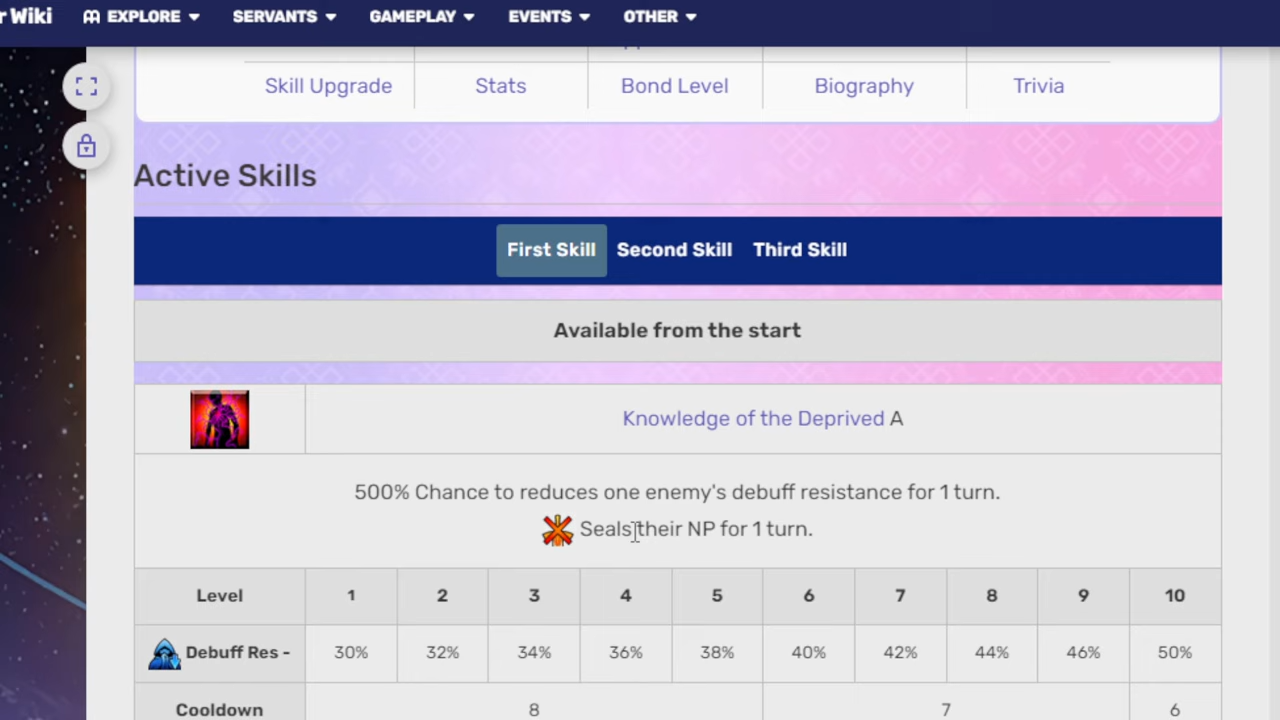 r Wiki EXPLORE SERVANTS GAMEPLAY EVENTS OTHER
Skill Upgrade Stats Bond Level Biography Trivia
Active Skills
First Skill Second Skill Third Skill
Available from the start
Knowledge of the Deprived A
500% Chance to reduces one enemy's debuff resistance for 1 turn.
Seals their NP for 1 turn.
Level 1 2 3 4 5 6 7 8 9 10
Debuff Res - 30% 32% 34% 36% 38% 40% 42% 44% 46% 50%
Cooldown 8 7 6